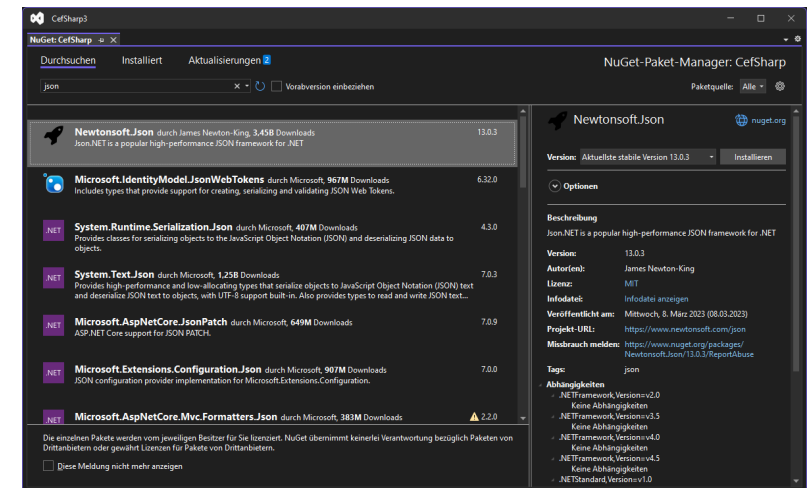 CefSharp3
NuGet: CefSharp
Durchsuchen Installiert Aktualisierungen 2
NuGet-Paket-Manager: CefSharp
json
Vorabversion einbeziehen
Paketquelle: Alle
Newtonsoft.Json durch James Newton-King, 3,45B Downloads 13.0.3
Json.NET is a popular high-performance JSON framework for .NET
Microsoft.IdentityModel.JsonWebTokens durch Microsoft, 967M Downloads 6.32.0
Includes types that provide support for creating, serializing and validating JSON Web Tokens.
.NET
System.Runtime.Serialization.Json durch Microsoft, 407M Downloads 4.3.0
Provides classes for serializing objects to the JavaScript Object Notation (JSON) and deserializing JSON data to
objects.
.NET
System.Text.Json durch Microsoft, 1,25B Downloads 7.0.3
Provides high-performance and low-allocating types that serialize objects to JavaScript Object Notation (JSON) text
and deserialize JSON text to objects, with UTF-8 support built-in. Also provides types to read and write JSON text...
.NET
Microsoft.AspNetCore.JsonPatch durch Microsoft, 649M Downloads 7.0.9
ASP.NET Core support for JSON PATCH.
.NET
Microsoft.Extensions.Configuration.Json durch Microsoft, 907M Downloads 7.0.0
JSON configuration provider implementation for Microsoft.Extensions.Configuration.
.NET
Microsoft.AspNetCore.Mvc.Formatters.Json durch Microsoft, 383M Downloads 2.2.0
Die einzelnen Pakete werden vom jeweiligen Besitzer für Sie lizenziert. NuGet übernimmt keinerlei Verantwortung bezüglich Paketen von
Drittanbietern oder gewährt Lizenzen für Pakete von Drittanbietern.
Diese Meldung nicht mehr anzeigen
Newtonsoft.Json nuget.org
Version: Aktuellste stabile Version 13.0.3 Installieren
Optionen
Beschreibung
Json.NET is a popular high-performance JSON framework for .NET
Version: 13.0.3
Autor(en): James Newton-King
Lizenz: MIT
Infodatei: Infodatei anzeigen
Veröffentlicht am: Mittwoch, 8. März 2023 (08.03.2023)
Projekt-URL: https://www.newtonsoft.com/json
Missbrauch melden: https://www.nuget.org/packages/
Newtonsoft.Json/13.0.3/ReportAbuse
Tags: json
Abhängigkeiten
.NETFramework,Version=v2.0
Keine Abhängigkeiten
.NETFramework,Version=v3.5
Keine Abhängigkeiten
.NETFramework,Version=v4.0
Keine Abhängigkeiten
.NETFramework,Version=v4.5
Keine Abhängigkeiten
.NETStandard,Version=v1.0